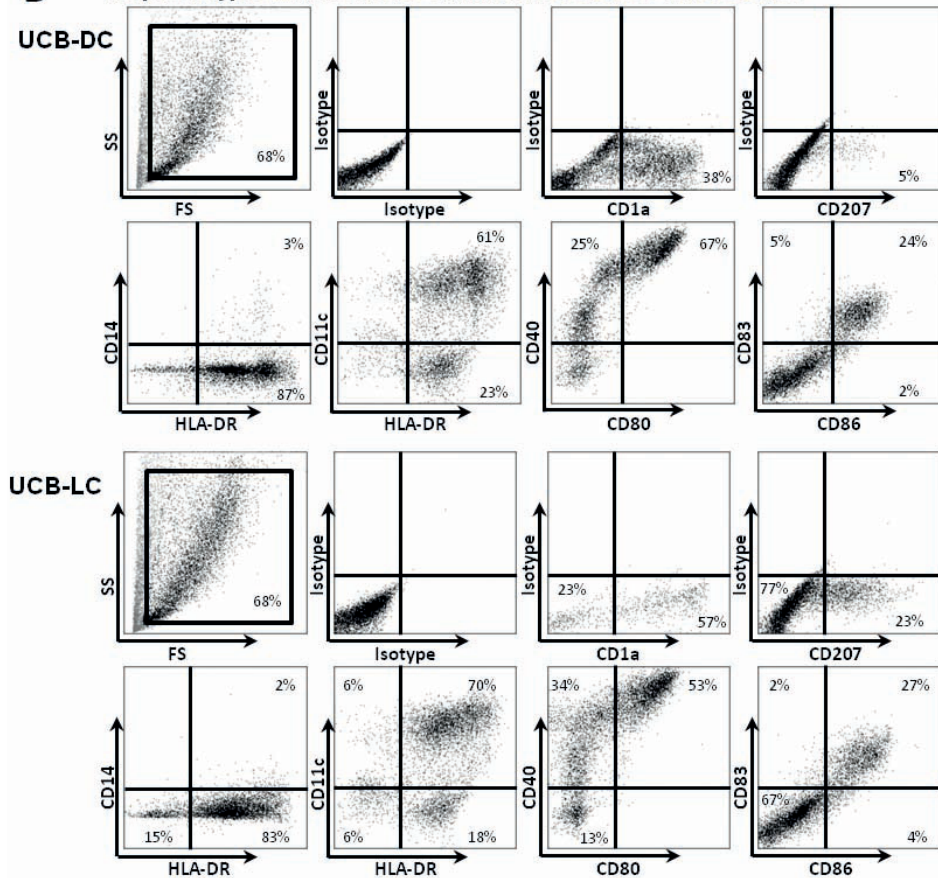 UCB-DC
SS
68%
FS
Isotype
Isotype
Isotype
38%
CD1a
Isotype
5%
CD207
3%
CD14
87%
HLA-DR
61%
CD11c
23%
HLA-DR
25% 67%
CD40
CD80
5% 24%
CD83
2%
CD86
UCB-LC
SS
68%
FS
Isotype
Isotype
Isotype
23%
57%
CD1a
Isotype
77%
23%
CD207
2%
CD14
15% 83%
HLA-DR
6% 70%
CD11c
6% 18%
HLA-DR
34% 53%
CD40
13%
CD80
2% 27%
CD83
67%
4%
CD86